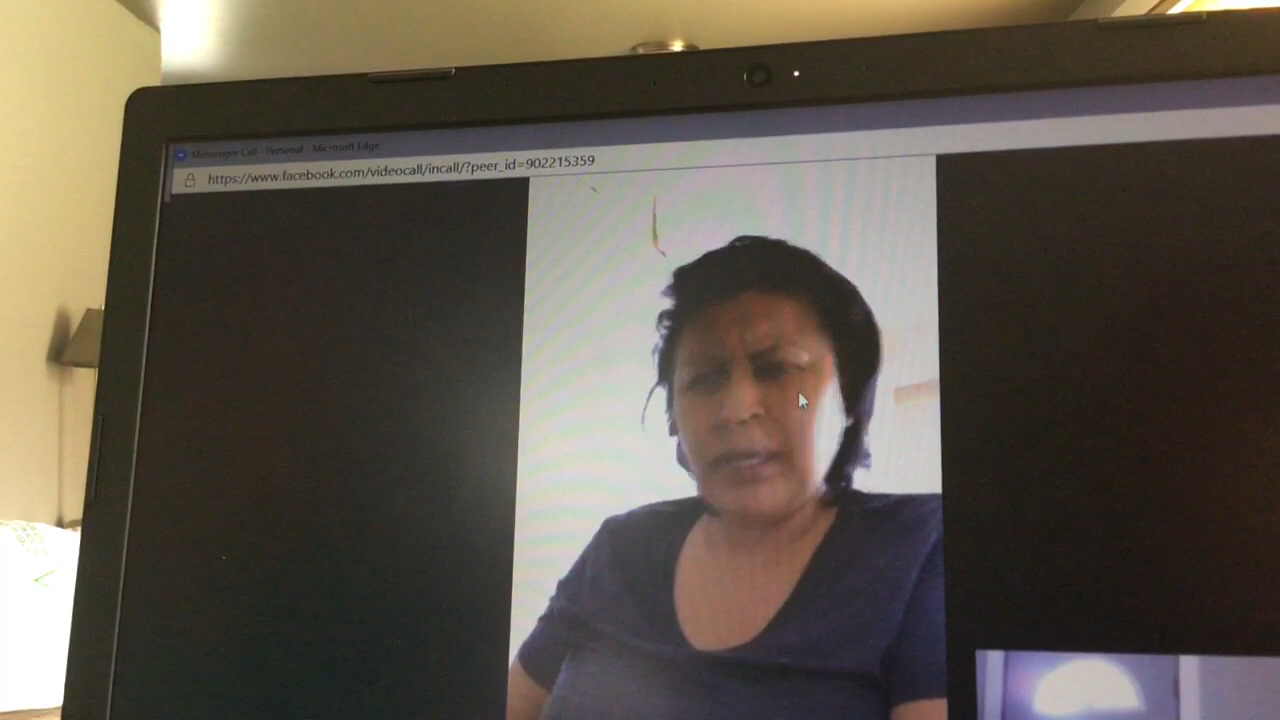 Messenger Call - Personal - Microsoft Edge
https://www.facebook.com/videocall/incall/?peer_id=902215359